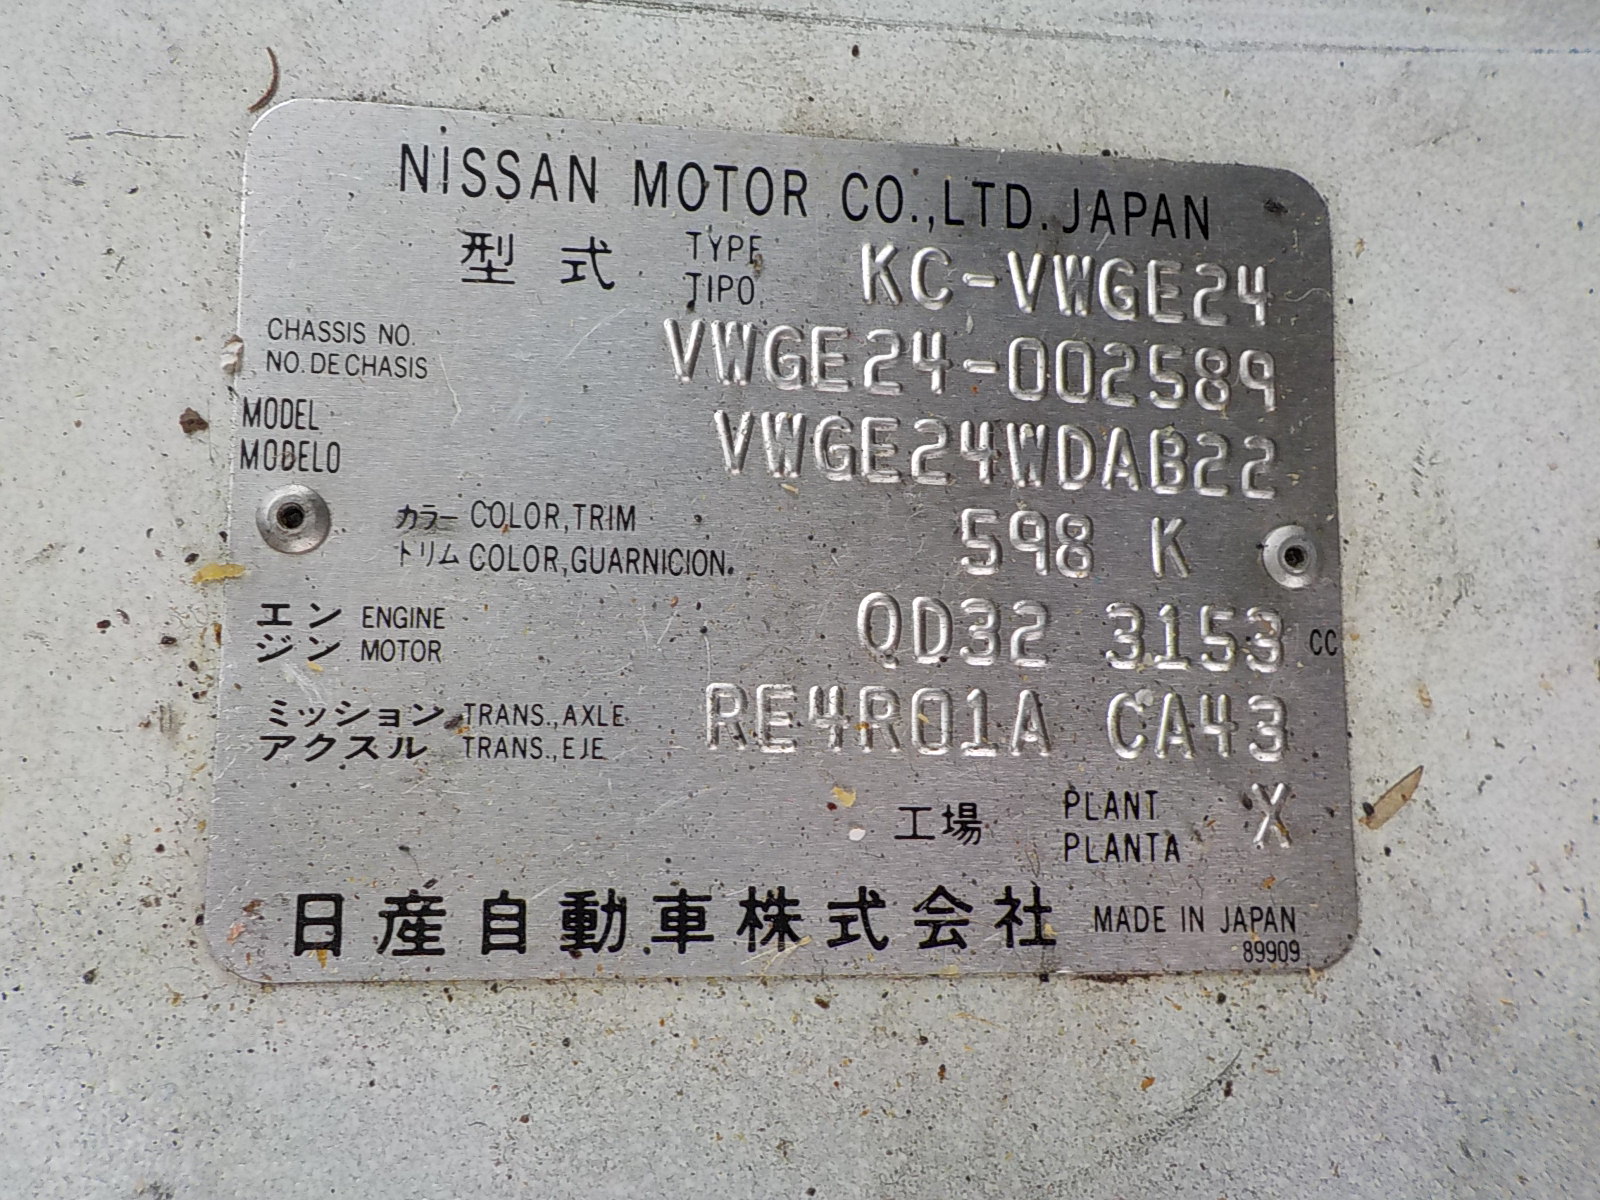 NISSAN MOTOR CO.,LTD. JAPAN
型 式 TYPE KC-VWGE24
TIPO
CHASSIS NO. VWGE24-002589
NO. DE CHASIS
MODEL VWGE24WDAB22
MODELO
カラー COLOR,TRIM 598 K
トリム COLOR,GUARNICION.
エン ENGINE QD32 3153 CC
ジン MOTOR
ミッション TRANS.,AXLE RE4R01A CA43
アクスル TRANS.,EJE
工場 PLANT X
PLANTA
日産自動車株式会社 MADE IN JAPAN
89909